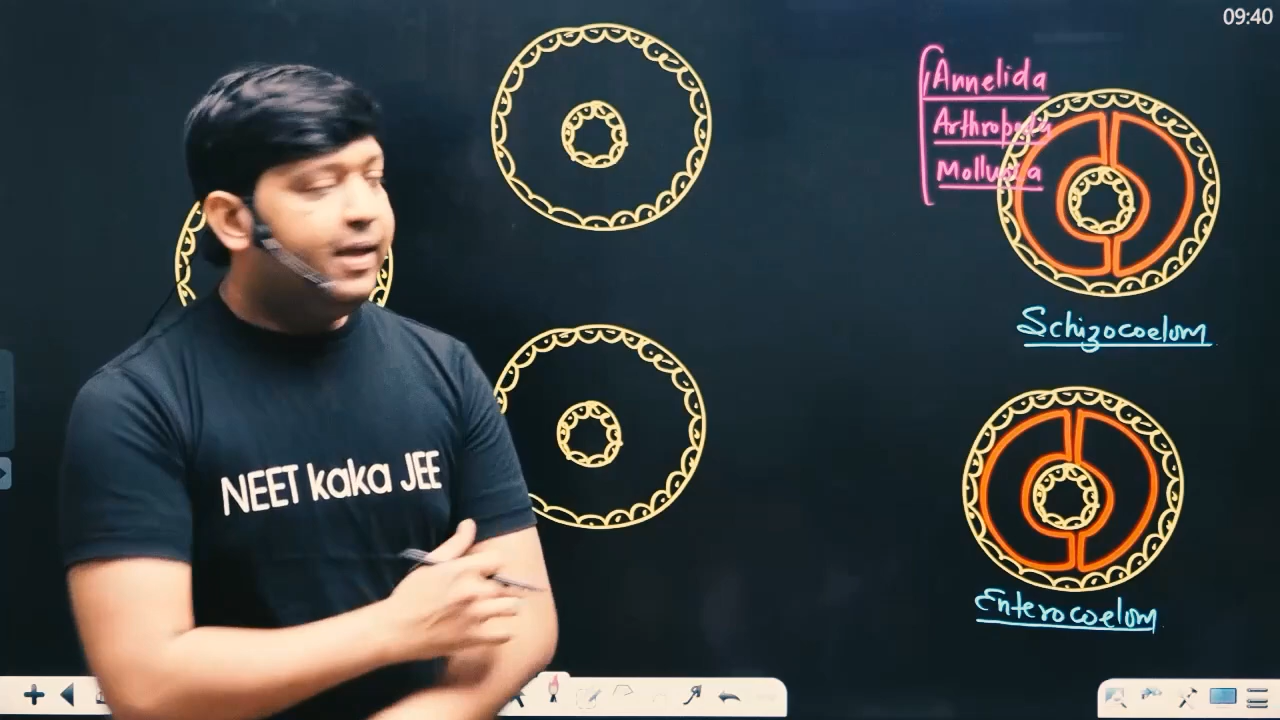 09:40
Annelida
Arthropoda
Mollusca
Schizocoelom
NEET kaka JEE
Enterocoelom